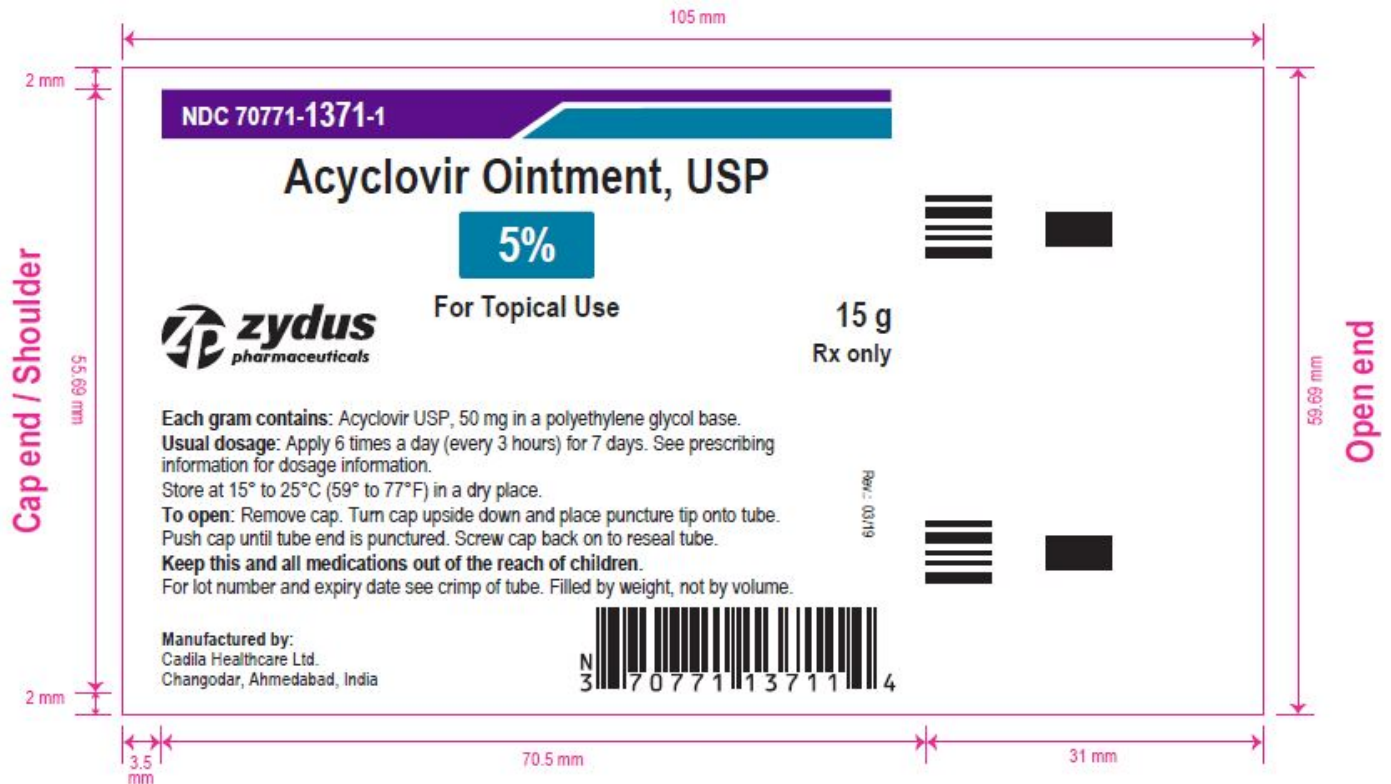 105 mm
2 mm
NDC 70771-1371-1
Acyclovir Ointment, USP
5%
For Topical Use
zydus
pharmaceuticals
15 g
Rx only
Cap end / Shoulder
55.69 mm
59.69 mm
Open end
Each gram contains: Acyclovir USP, 50 mg in a polyethylene glycol base.
Usual dosage: Apply 6 times a day (every 3 hours) for 7 days. See prescribing
information for dosage information.
Store at 15° to 25°C (59° to 77°F) in a dry place.
To open: Remove cap. Turn cap upside down and place puncture tip onto tube.
Push cap until tube end is punctured. Screw cap back on to reseal tube.
Keep this and all medications out of the reach of children.
For lot number and expiry date see crimp of tube. Filled by weight, not by volume.
Rev.: 03/19
Manufactured by:
Cadila Healthcare Ltd.
Changodar, Ahmedabad, India
N
3 70771 13711 4
2 mm
3.5
mm
70.5 mm
31 mm